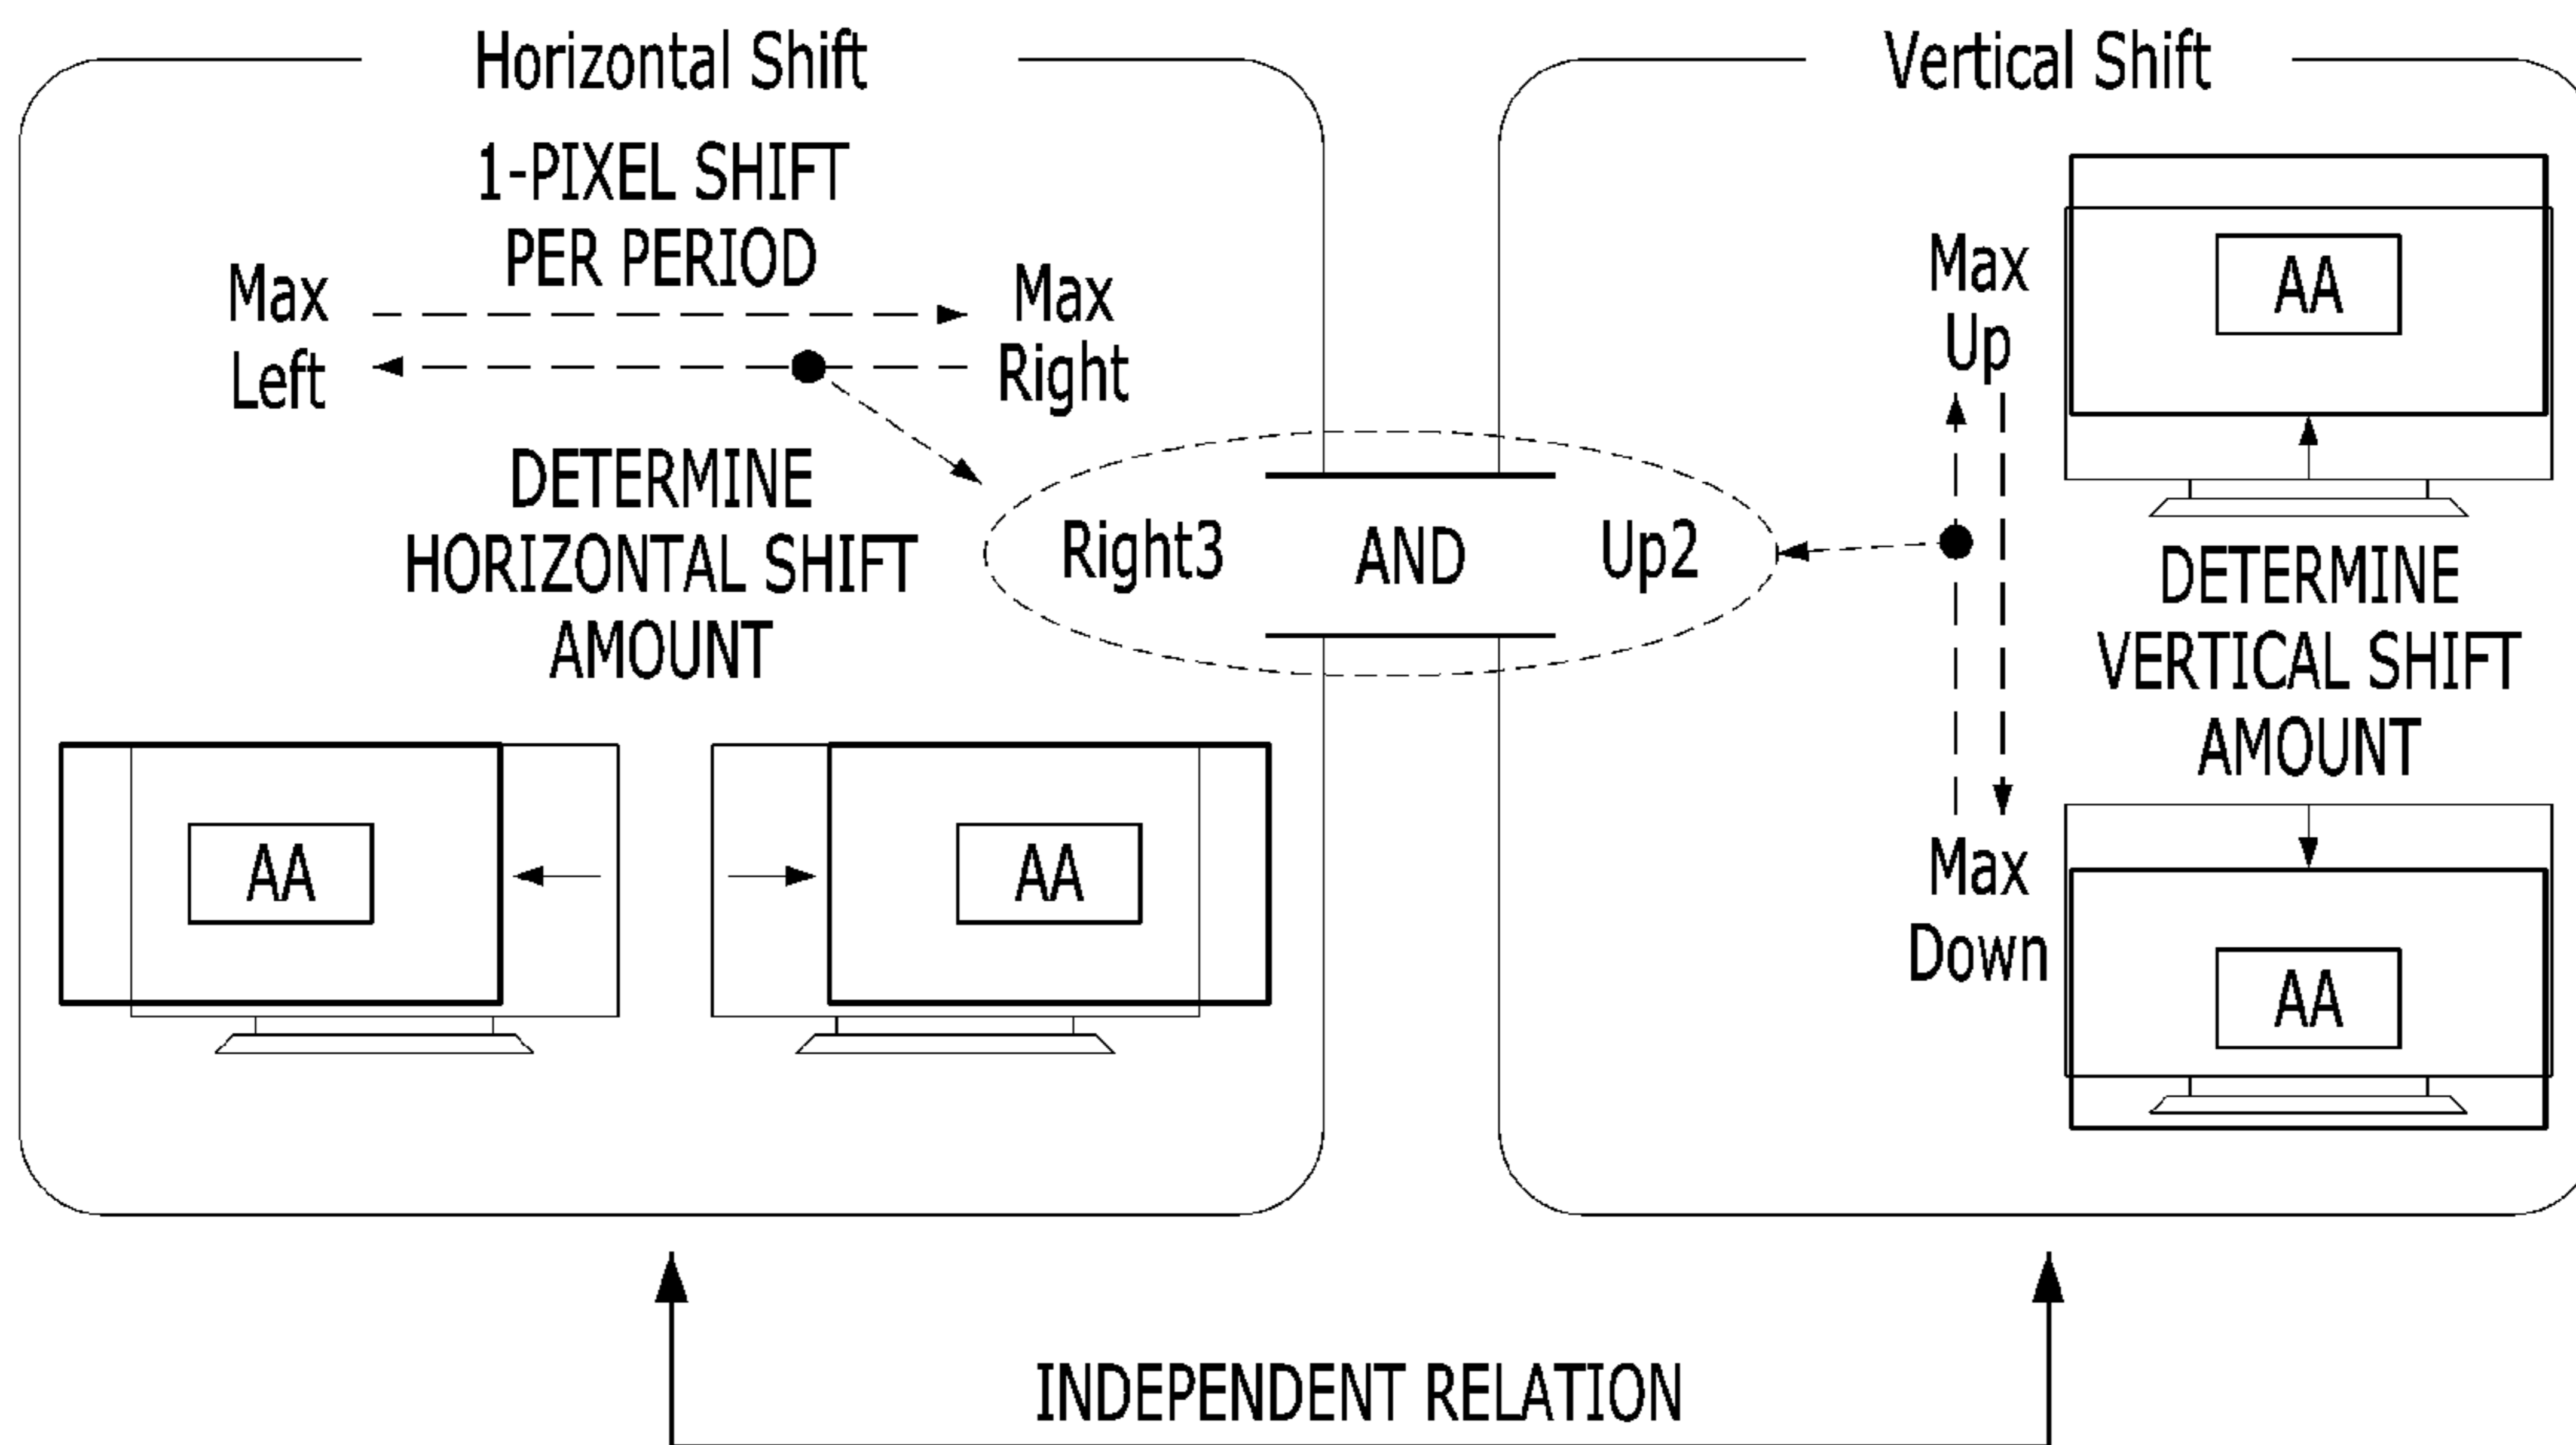 Horizontal Shift
1-PIXEL SHIFT
PER PERIOD
Max
Left
Max
Right
DETERMINE
HORIZONTAL SHIFT
AMOUNT
AA
AA
Right3 AND Up2
Vertical Shift
Max
Up
AA
DETERMINE
VERTICAL SHIFT
AMOUNT
Max
Down
AA
INDEPENDENT RELATION